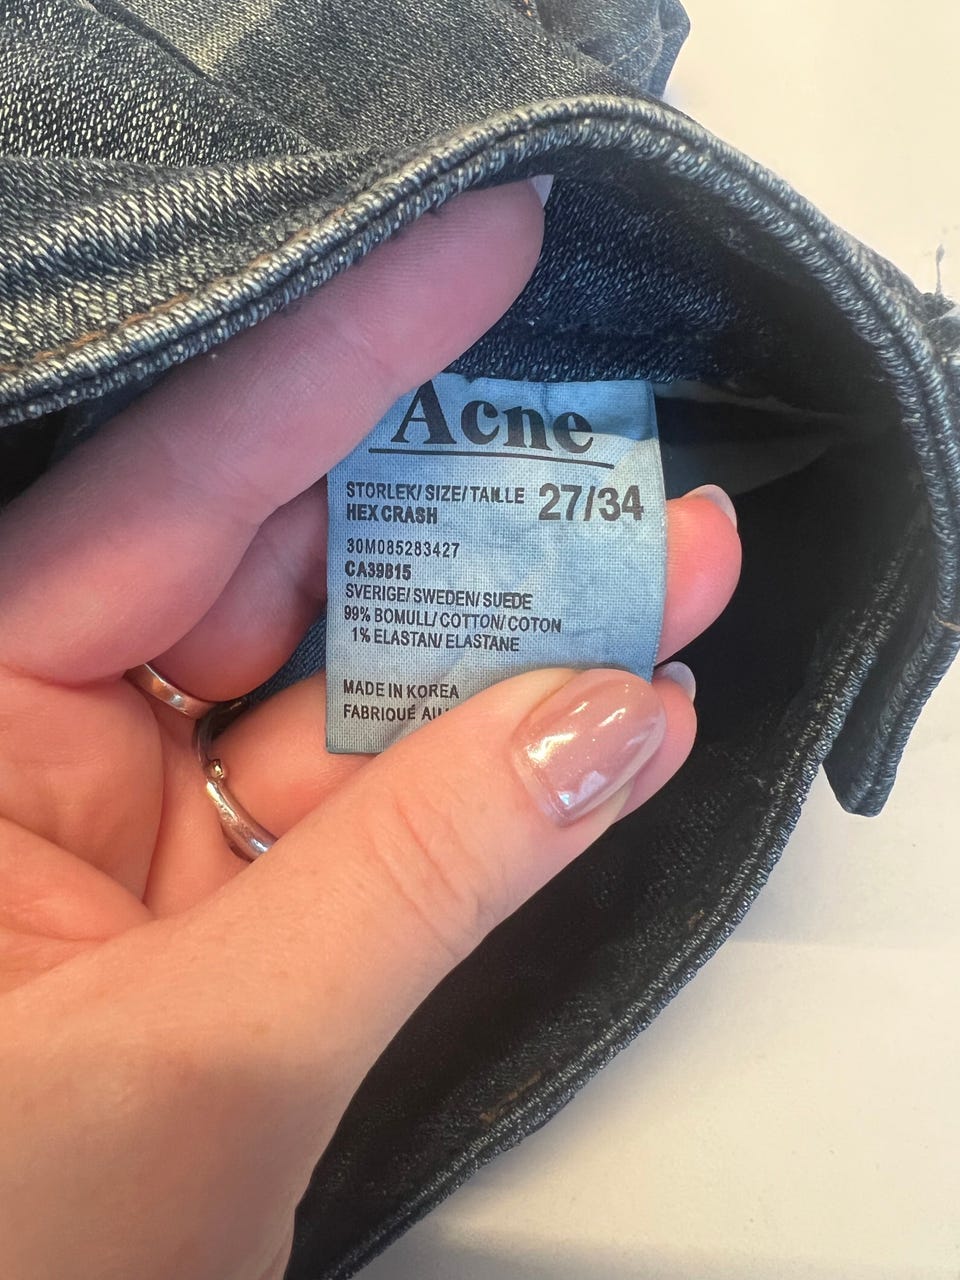 Acne
STORLEK/ SIZE/ TAILLE 27/34
HEX CRASH
30M085283427
CA39815
SVERIGE/ SWEDEN/ SUEDE
99% BOMULL/ COTTON/ COTON
1% ELASTAN/ ELASTANE
MADE IN KOREA
FABRIQUÉ